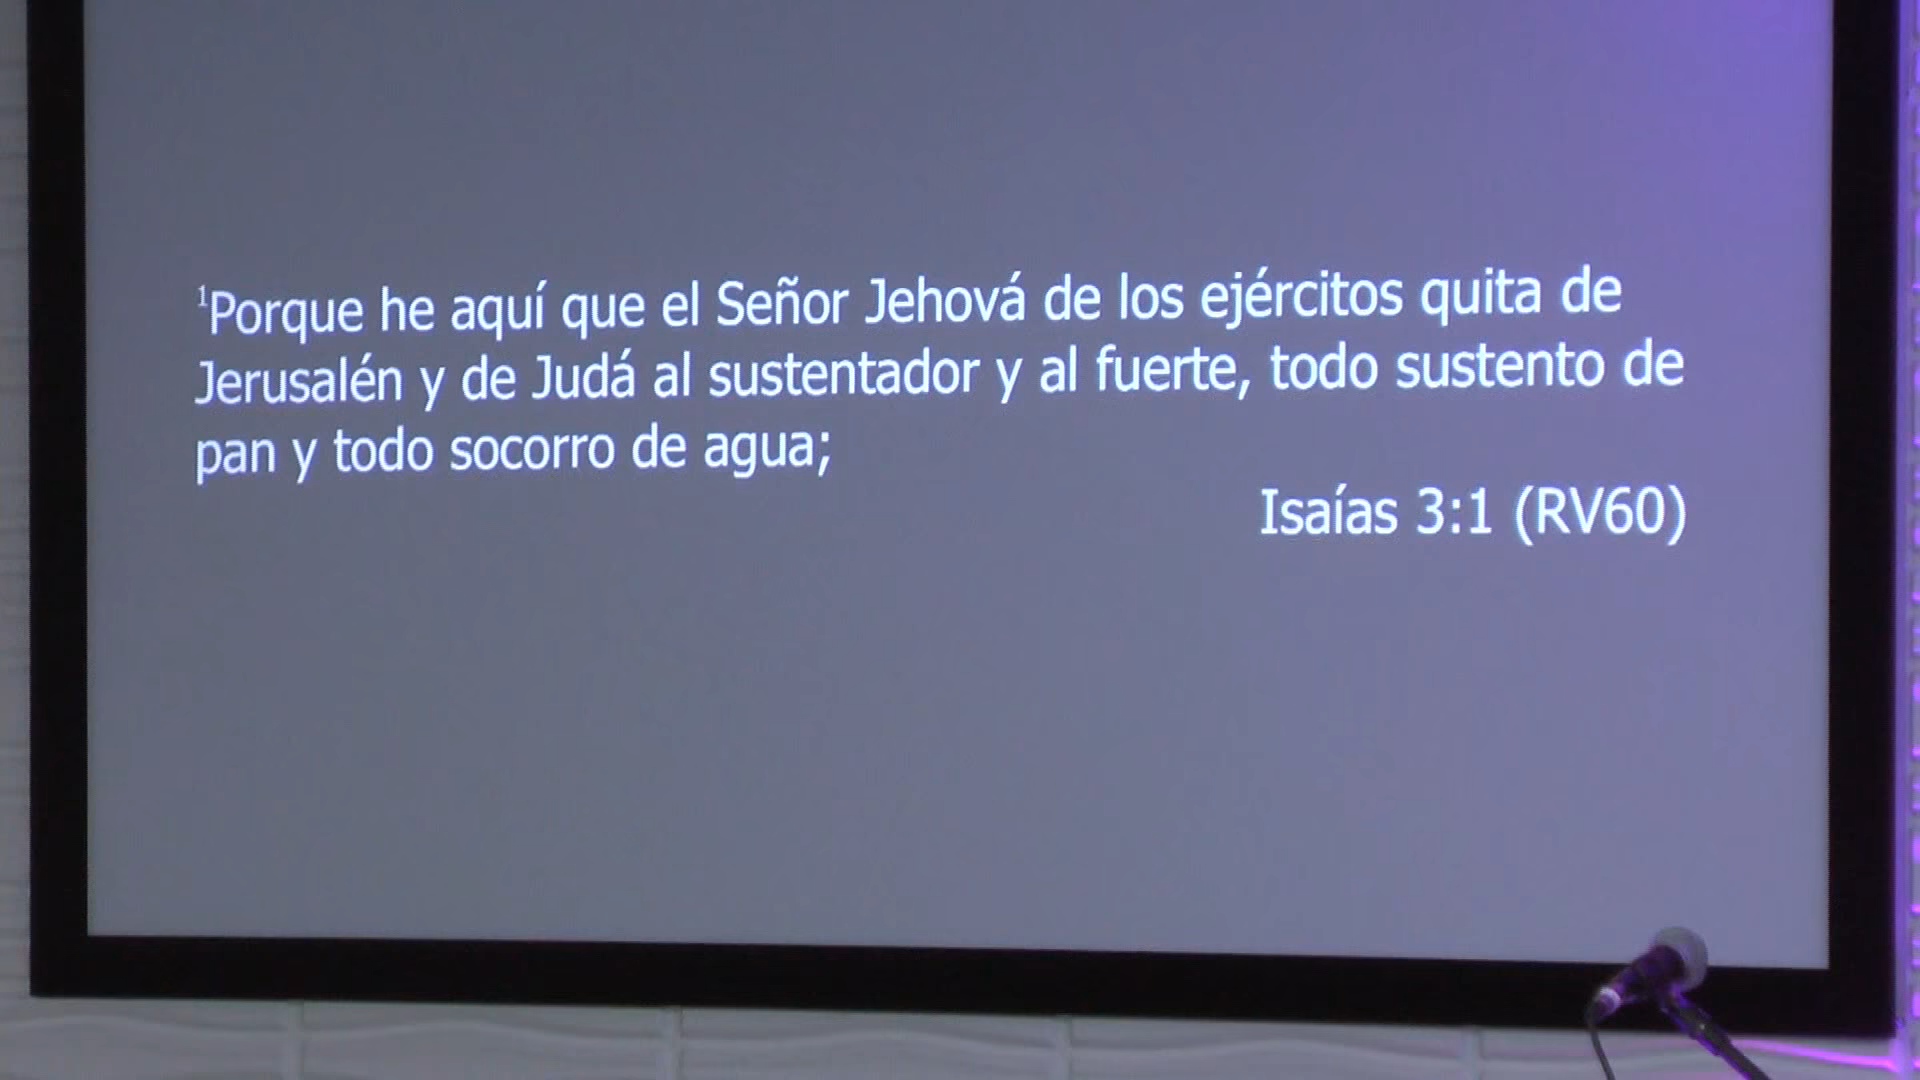 ¹Porque he aquí que el Señor Jehová de los ejércitos quita de
Jerusalén y de Judá al sustentador y al fuerte, todo sustento de
pan y todo socorro de agua;
Isaías 3:1 (RV60)